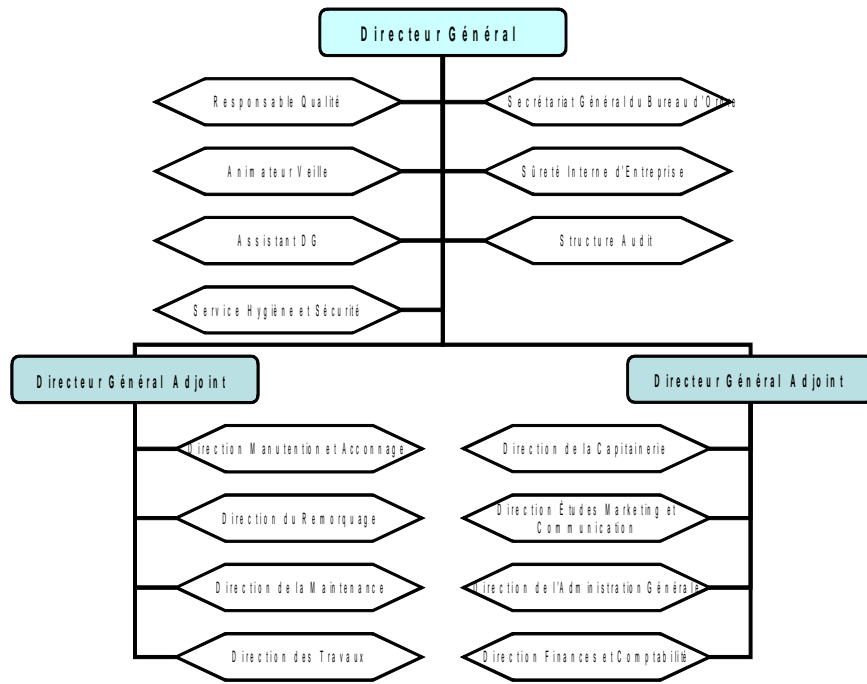 Directeur Général
Responsable Qualité
Secrétariat Général du Bureau d'Ordre
Animateur Veille
Sûreté Interne d'Entreprise
Assistant DG
Structure Audit
Service Hygiène et Sécurité
Directeur Général Adjoint
Directeur Général Adjoint
Direction Manutention et Acconnage
Direction de la Capitainerie
Direction du Remorquage
Direction Études Marketing et
Communication
Direction de la Maintenance
Direction de l'Administration Générale
Direction des Travaux
Direction Finances et Comptabilité